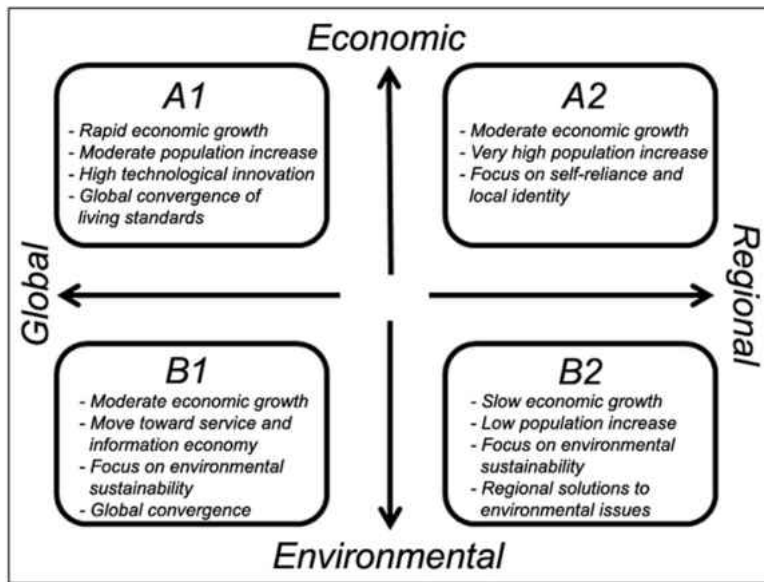 Economic
A1
- Rapid economic growth
- Moderate population increase
- High technological innovation
- Global convergence of
living standards
A2
- Moderate economic growth
- Very high population increase
- Focus on self-reliance and
local identity
Global
Regional
B1
- Moderate economic growth
- Move toward service and
information economy
- Focus on environmental
sustainability
- Global convergence
B2
- Slow economic growth
- Low population increase
- Focus on environmental
sustainability
- Regional solutions to
environmental issues
Environmental